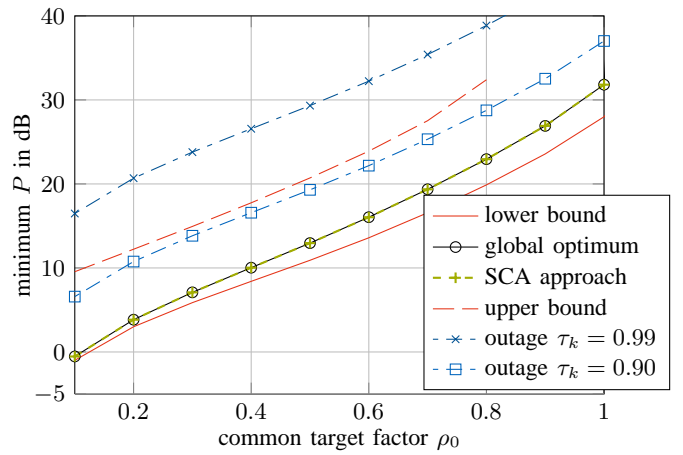 40
30
20
10
0
−5
minimum P in dB
0.2
0.4
0.6
0.8
1
common target factor ρ0
lower bound
global optimum
SCA approach
upper bound
outage τk = 0.99
outage τk = 0.90